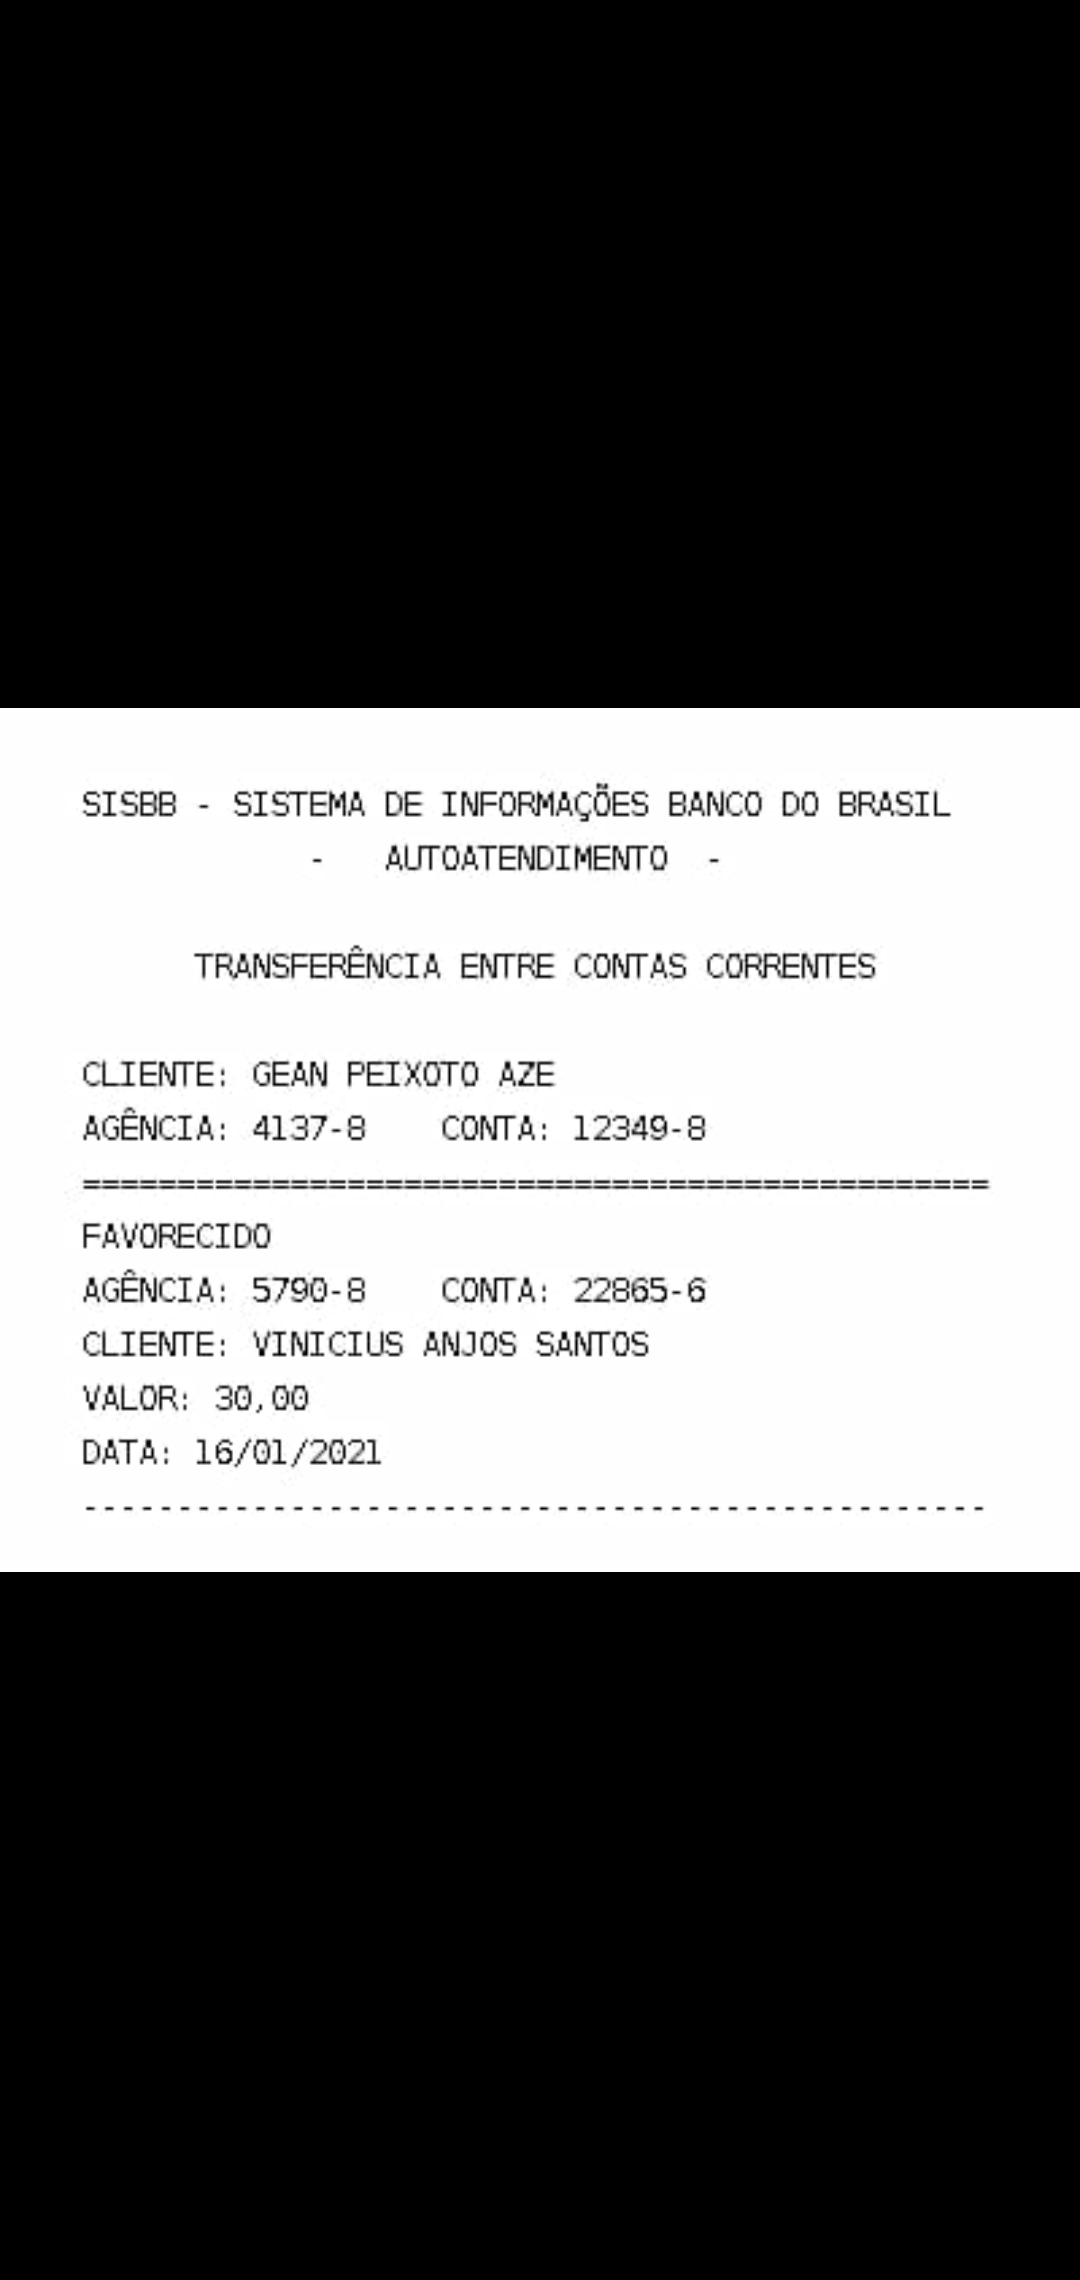 SISBB - SISTEMA DE INFORMAÇÕES BANCO DO BRASIL
- AUTOATENDIMENTO -
TRANSFERÊNCIA ENTRE CONTAS CORRENTES
CLIENTE: GEAN PEIXOTO AZE
AGÊNCIA: 4137-8 CONTA: 12349-8
================================================
FAVORECIDO
AGÊNCIA: 5790-8 CONTA: 22865-6
CLIENTE: VINICIUS ANJOS SANTOS
VALOR: 30,00
DATA: 16/01/2021
------------------------------------------------